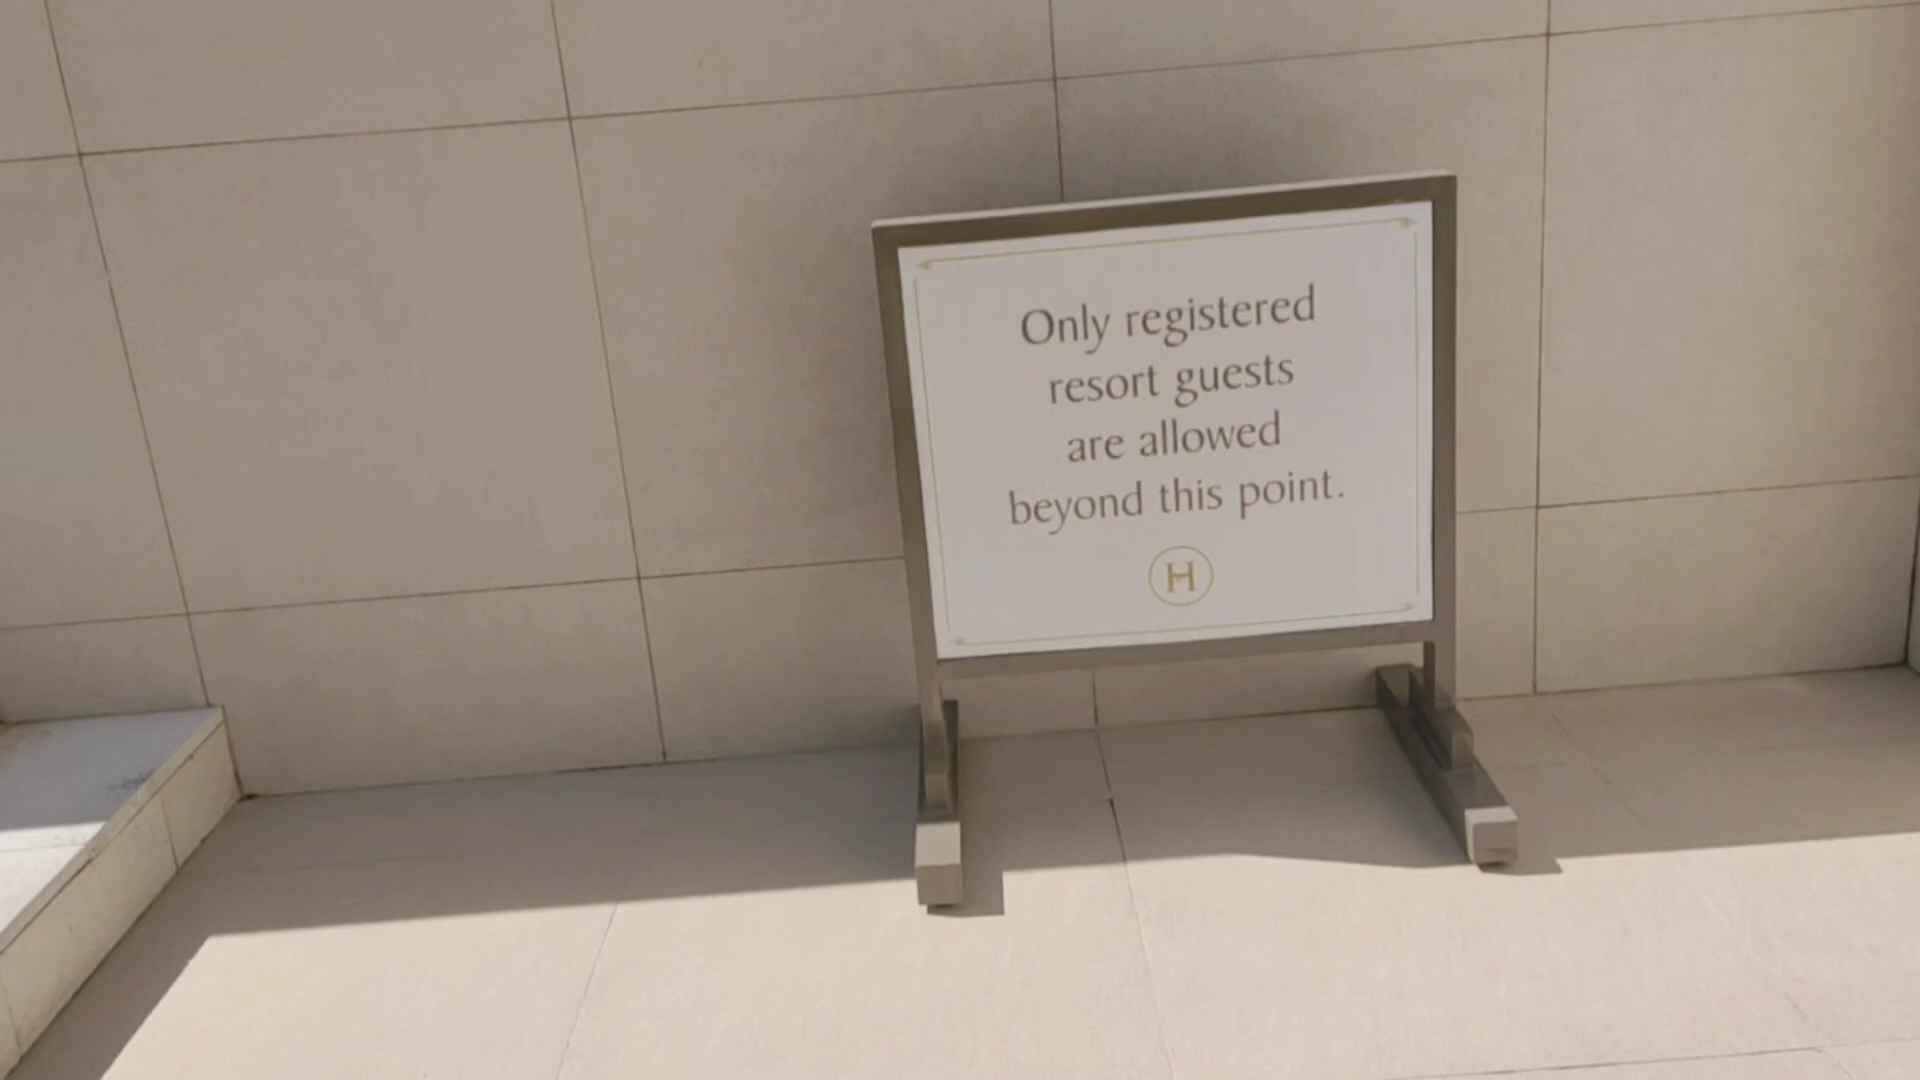 Only registered
resort guests
are allowed
beyond this point.
H